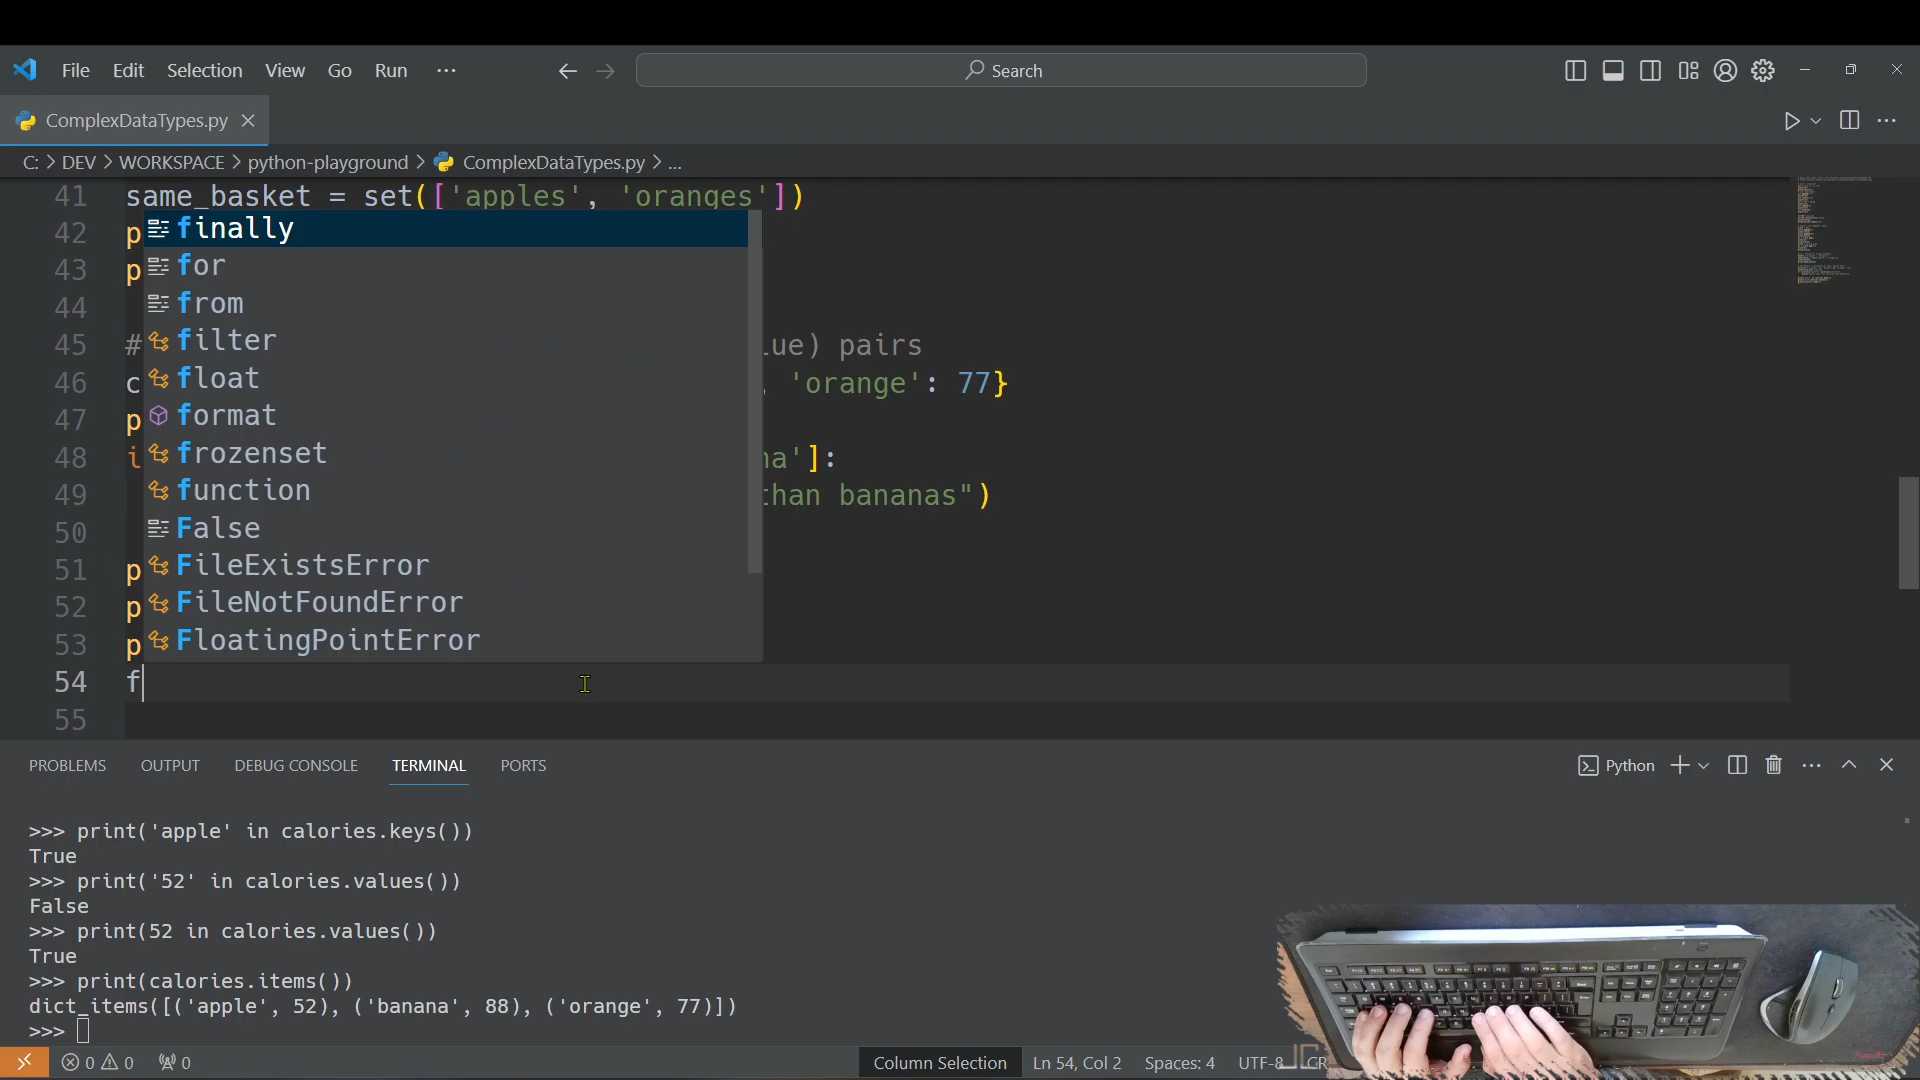 File Edit Selection View Go Run ··· Search
ComplexDataTypes.py
C: > DEV > WORKSPACE > python-playground > ComplexDataTypes.py > ...
41 same_basket = set(['apples', 'oranges'])
42 p
43 p
44
45 # lue) pairs
46 c , 'orange': 77}
47 p
48 i na']:
49 than bananas")
50
51 p
52 p
53 p
54 f
55
finally
for
from
filter
float
format
frozenset
function
False
FileExistsError
FileNotFoundError
FloatingPointError
PROBLEMS OUTPUT DEBUG CONSOLE TERMINAL PORTS Python
>>> print('apple' in calories.keys())
True
>>> print('52' in calories.values())
False
>>> print(52 in calories.values())
True
>>> print(calories.items())
dict_items([('apple', 52), ('banana', 88), ('orange', 77)])
>>>
0 0 0 Column Selection Ln 54, Col 2 Spaces: 4 UTF-8 CR